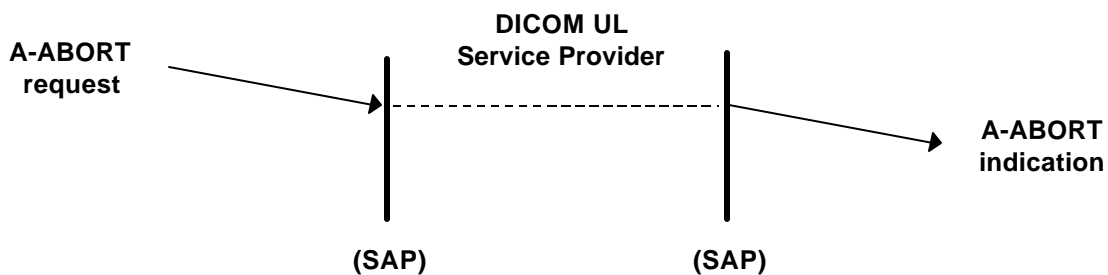 DICOM UL
Service Provider
A-ABORT
request
A-ABORT
indication
(SAP)
(SAP)